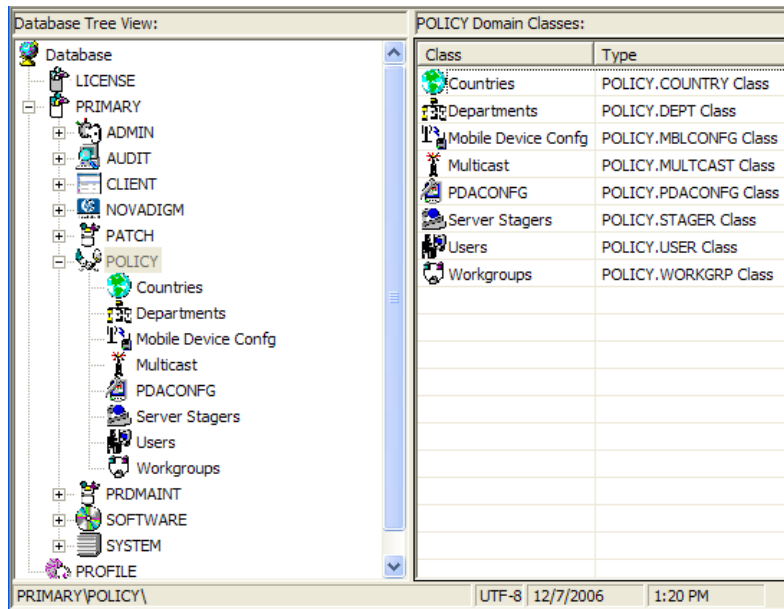 Database Tree View:
Database
LICENSE
PRIMARY
ADMIN
AUDIT
CLIENT
NOVADIGM
PATCH
POLICY
Countries
Departments
Mobile Device Confg
Multicast
PDACONFG
Server Stagers
Users
Workgroups
PRDMAINT
SOFTWARE
SYSTEM
PROFILE
POLICY Domain Classes:
Class Type
Countries POLICY.COUNTRY Class
Departments POLICY.DEPT Class
Mobile Device Confg POLICY.MBLCONFG Class
Multicast POLICY.MULTCAST Class
PDACONFG POLICY.PDACONFG Class
Server Stagers POLICY.STAGER Class
Users POLICY.USER Class
Workgroups POLICY.WORKGRP Class
PRIMARY\POLICY\ UTF-8 12/7/2006 1:20 PM